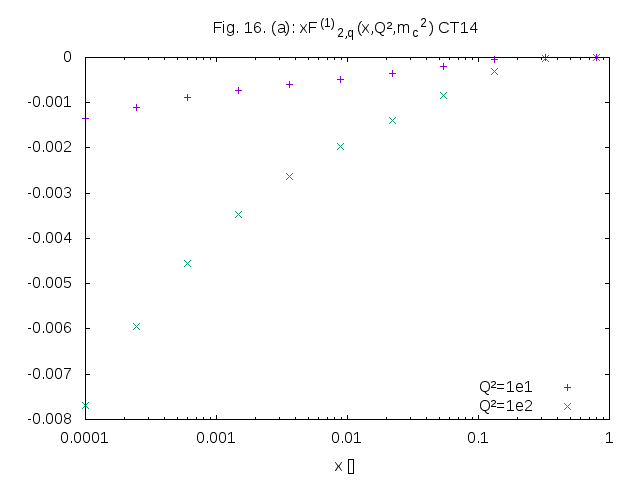 Fig. 16. (a): xF⁽¹⁾₂,q(x,Q²,mc²) CT14
0
-0.001
-0.002
-0.003
-0.004
-0.005
-0.006
-0.007
-0.008
Q²=1e1
Q²=1e2
0.0001 0.001 0.01 0.1 1
x []